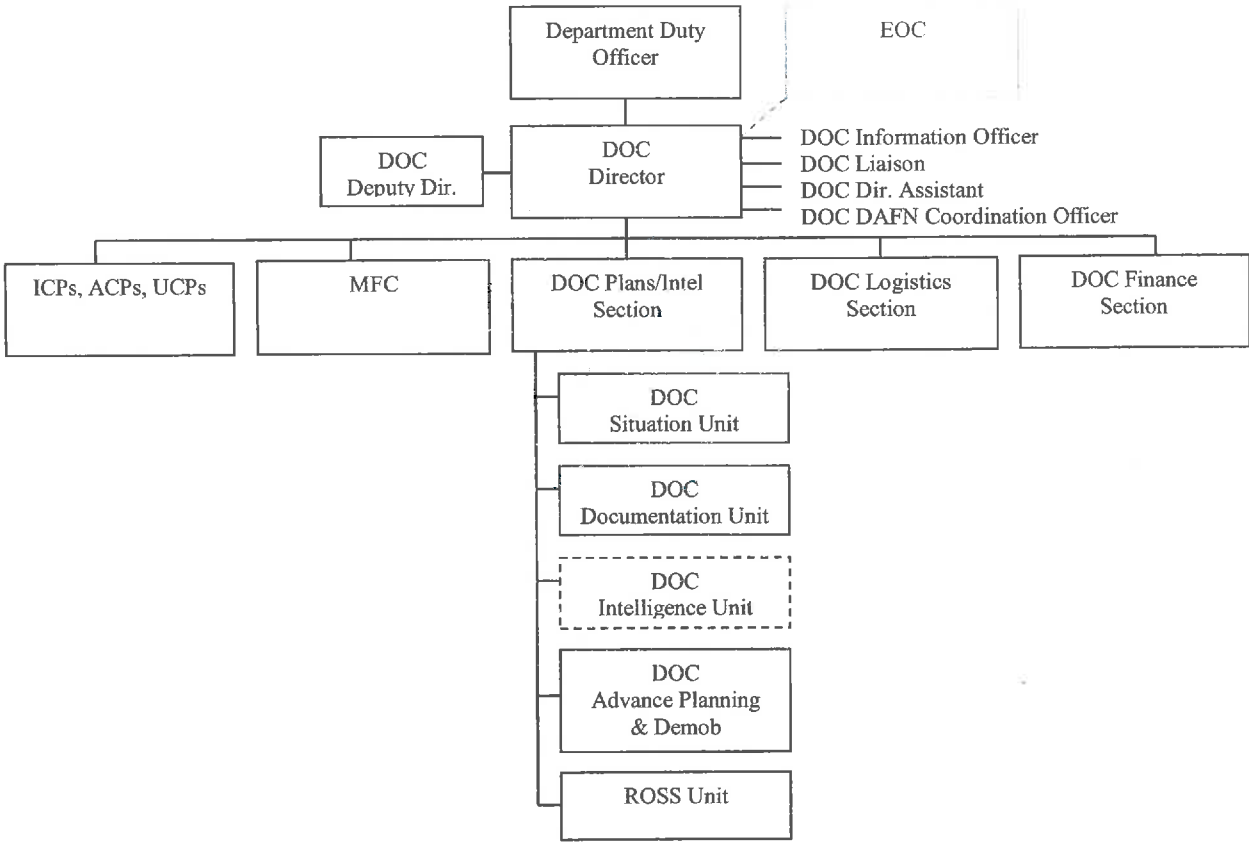 Department Duty
Officer
EOC
DOC
Deputy Dir.
DOC
Director
DOC Information Officer
DOC Liaison
DOC Dir. Assistant
DOC DAFN Coordination Officer
ICPs, ACPs, UCPs
MFC
DOC Plans/Intel
Section
DOC Logistics
Section
DOC Finance
Section
DOC
Situation Unit
DOC
Documentation Unit
DOC
Intelligence Unit
DOC
Advance Planning
& Demob
ROSS Unit